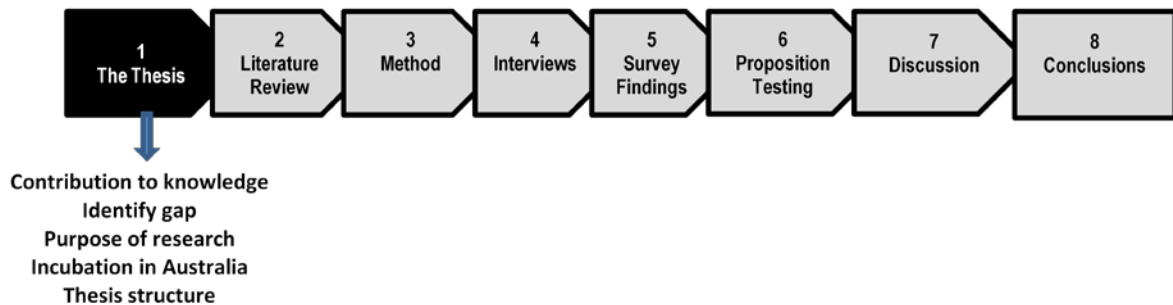 1
The Thesis
2
Literature
Review
3
Method
4
Interviews
5
Survey
Findings
6
Proposition
Testing
7
Discussion
8
Conclusions
Contribution to knowledge
Identify gap
Purpose of research
Incubation in Australia
Thesis structure